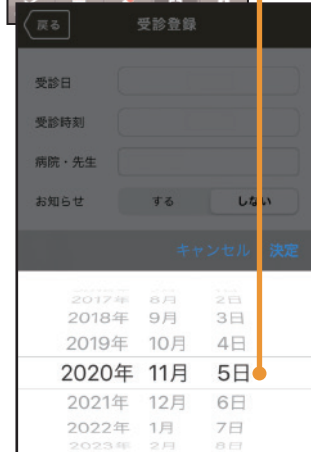 戻る 受診登録
受診日
受診時刻
病院・先生
お知らせ する しない
キャンセル 決定
2017年 8月 2日
2018年 9月 3日
2019年 10月 4日
2020年 11月 5日
2021年 12月 6日
2022年 1月 7日
2023年 2月 8日